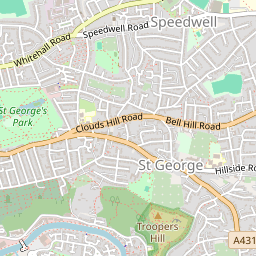 Speedwell Road
Speedwell
Whitehall Road
St George's
Park
Clouds Hill Road
Bell Hill Road
St George
Hillside Ro
Troopers
Hill
A431